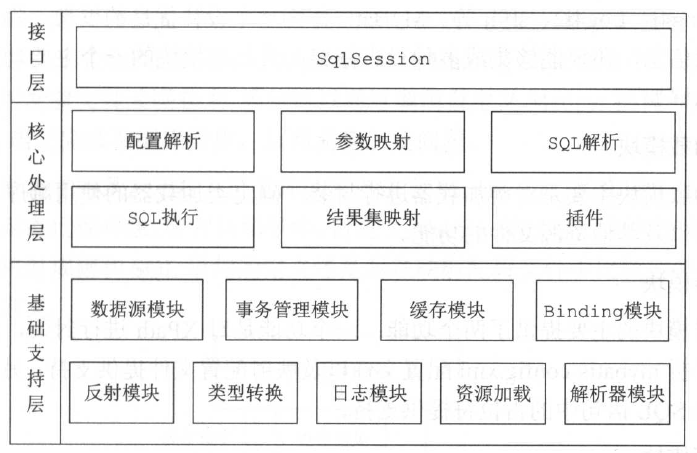 接口层
SqlSession
核心处理层
配置解析 参数映射 SQL解析
SQL执行 结果集映射 插件
基础支持层
数据源模块 事务管理模块 缓存模块 Binding模块
反射模块 类型转换 日志模块 资源加载 解析器模块